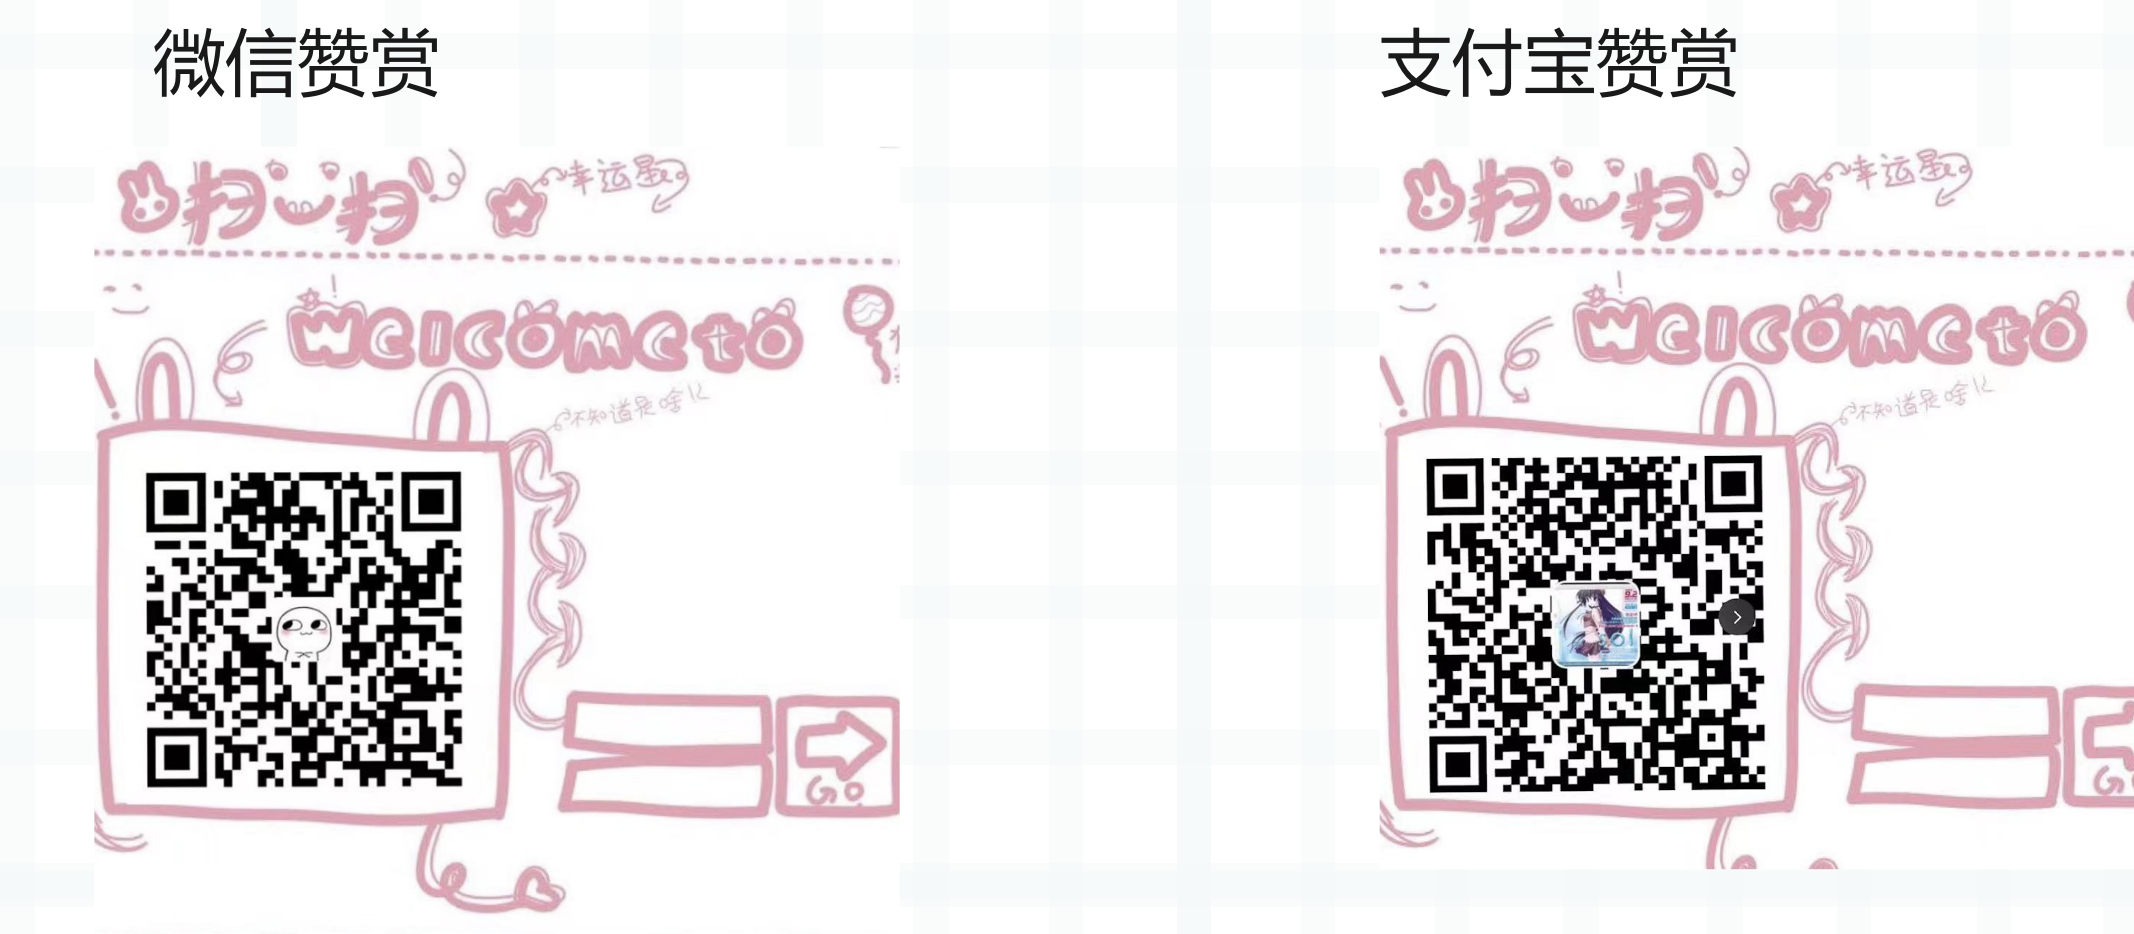 微信赞赏
支付宝赞赏
扫一扫
幸运星
welcome to
不知道是啥儿
GO
扫一扫
幸运星
welcome to
不知道是啥儿